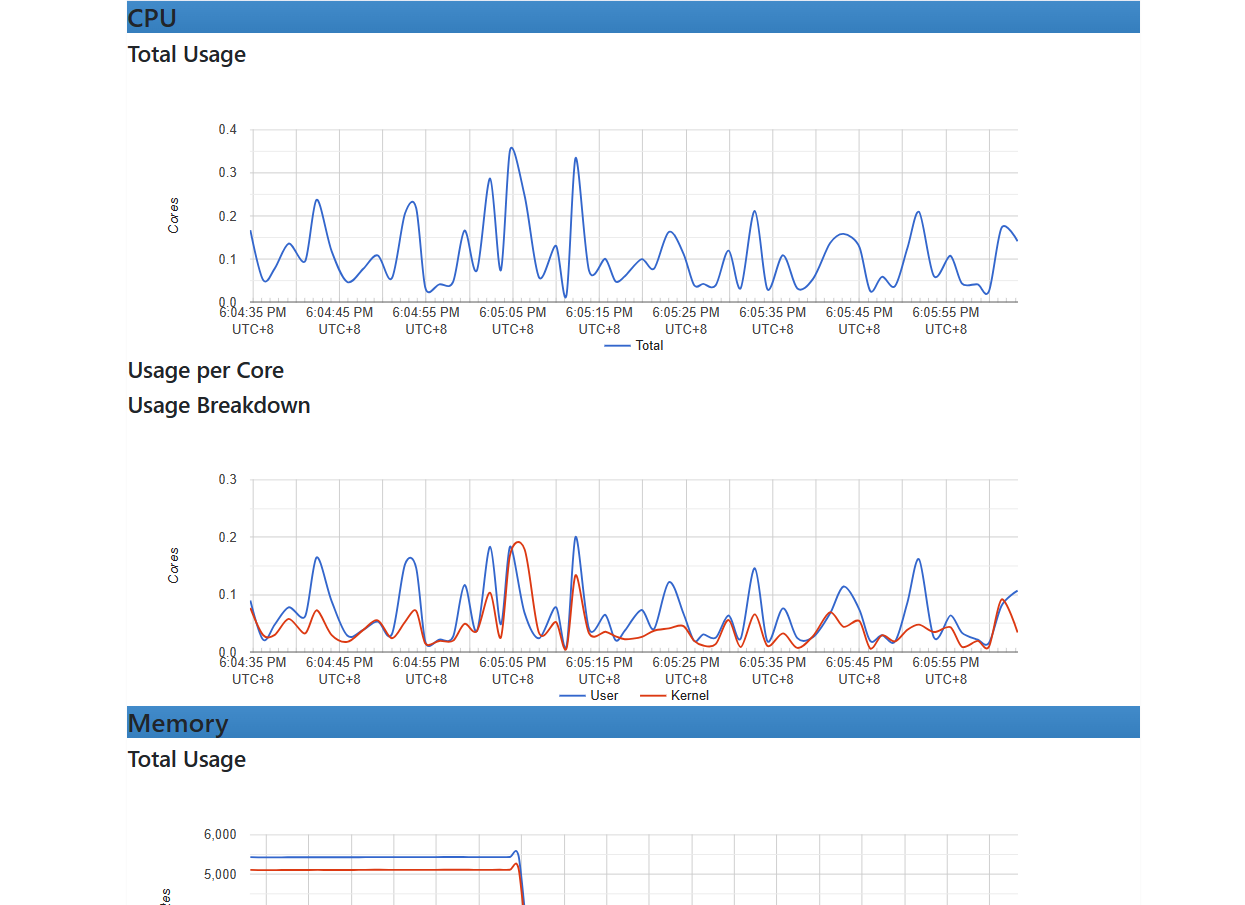 CPU
Total Usage
0.4
0.3
0.2
0.1
0.0
Cores
6:04:35 PM 6:04:45 PM 6:04:55 PM 6:05:05 PM 6:05:15 PM 6:05:25 PM 6:05:35 PM 6:05:45 PM 6:05:55 PM
UTC+8 UTC+8 UTC+8 UTC+8 UTC+8 UTC+8 UTC+8 UTC+8 UTC+8
Total
Usage per Core
Usage Breakdown
0.3
0.2
0.1
0.0
Cores
6:04:35 PM 6:04:45 PM 6:04:55 PM 6:05:05 PM 6:05:15 PM 6:05:25 PM 6:05:35 PM 6:05:45 PM 6:05:55 PM
UTC+8 UTC+8 UTC+8 UTC+8 UTC+8 UTC+8 UTC+8 UTC+8 UTC+8
User Kernel
Memory
Total Usage
6,000
5,000